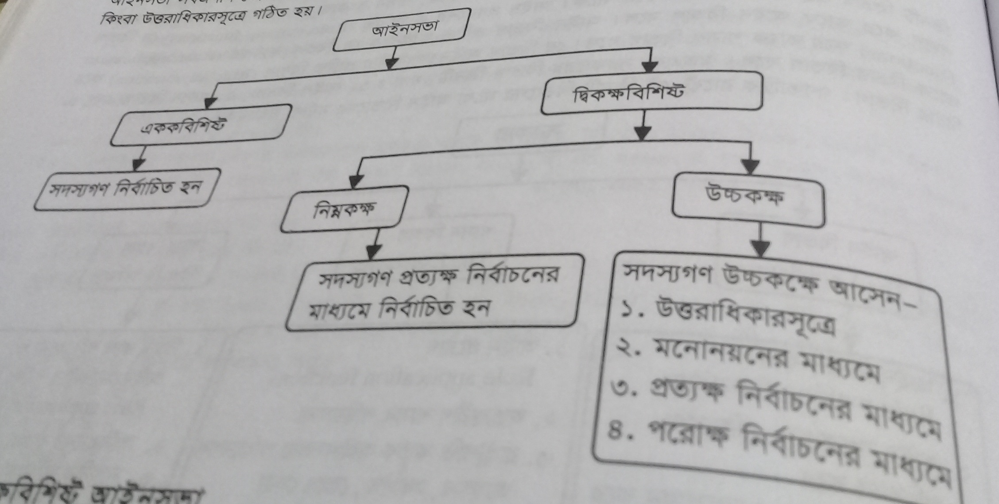 কিংবা উত্তরাধিকারসূত্রে গঠিত হয়।
আইনসভা
দ্বিকক্ষবিশিষ্ট
এককবিশিষ্ট
সদস্যগণ নির্বাচিত হন
নিম্নকক্ষ
উচ্চকক্ষ
সদস্যগণ প্রত্যক্ষ নির্বাচনের
মাধ্যমে নির্বাচিত হন
সদস্যগণ উচ্চকক্ষে আসেন–
১. উত্তরাধিকারসূত্রে
২. মনোনয়নের মাধ্যমে
৩. প্রত্যক্ষ নির্বাচনের মাধ্যমে
৪. পরোক্ষ নির্বাচনের মাধ্যমে
আইনসভা